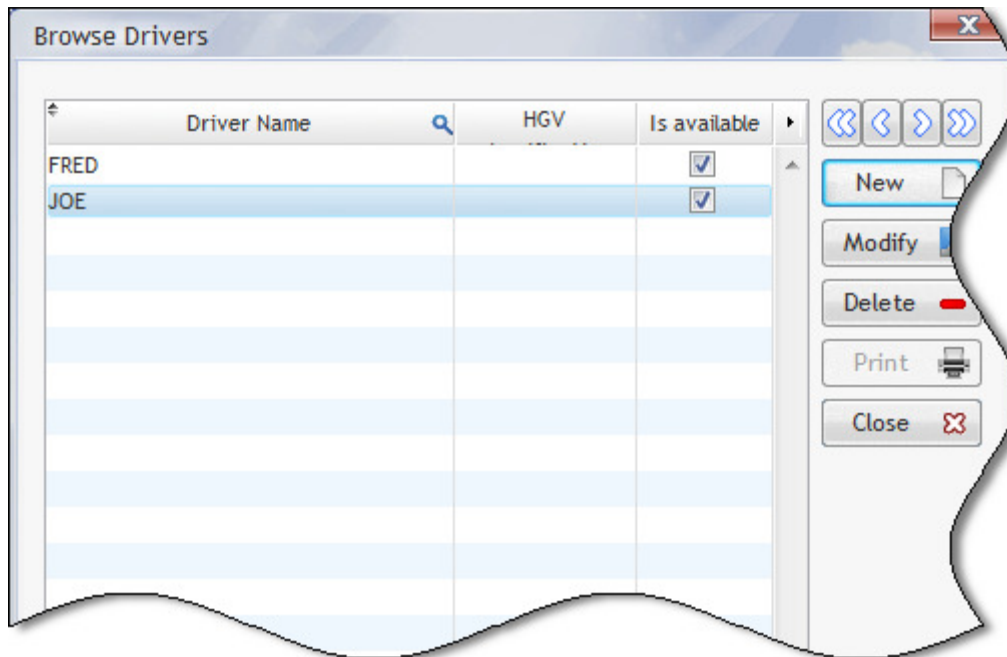 Browse Drivers
Driver Name HGV Is available
FRED
JOE
New
Modify
Delete
Print
Close